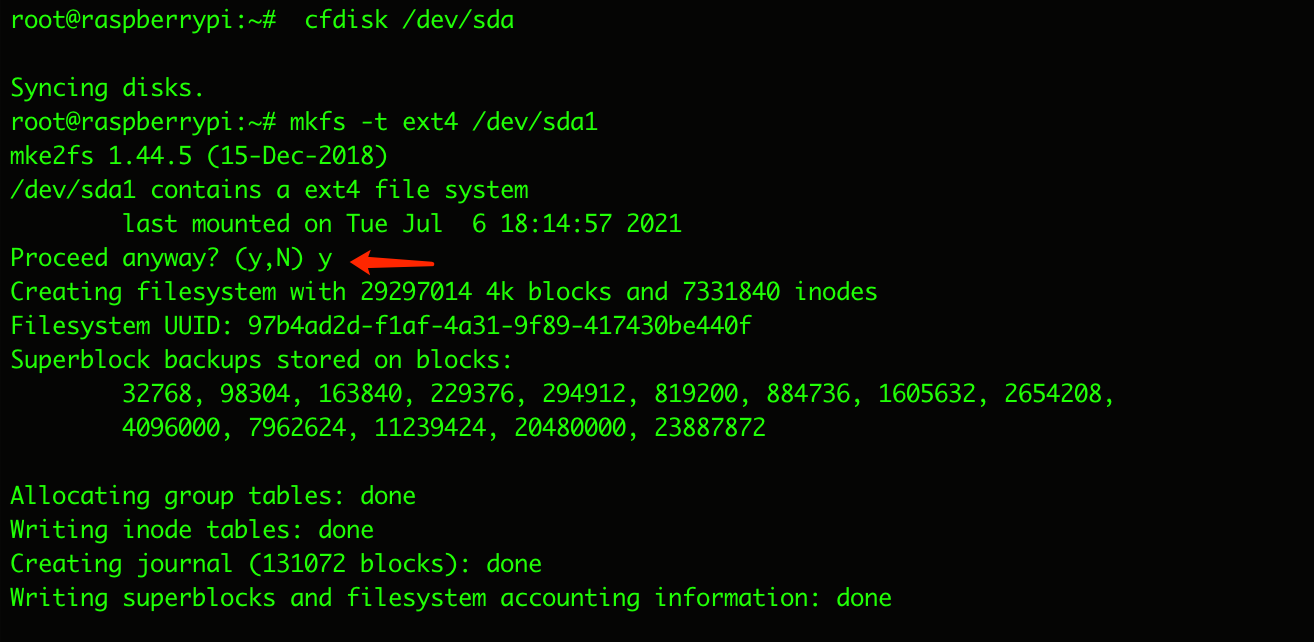 root@raspberrypi:~#  cfdisk /dev/sda
Syncing disks.
root@raspberrypi:~# mkfs -t ext4 /dev/sda1
mke2fs 1.44.5 (15-Dec-2018)
/dev/sda1 contains a ext4 file system
        last mounted on Tue Jul  6 18:14:57 2021
Proceed anyway? (y,N) y
Creating filesystem with 29297014 4k blocks and 7331840 inodes
Filesystem UUID: 97b4ad2d-f1af-4a31-9f89-417430be440f
Superblock backups stored on blocks:
        32768, 98304, 163840, 229376, 294912, 819200, 884736, 1605632, 2654208,
        4096000, 7962624, 11239424, 20480000, 23887872
Allocating group tables: done
Writing inode tables: done
Creating journal (131072 blocks): done
Writing superblocks and filesystem accounting information: done